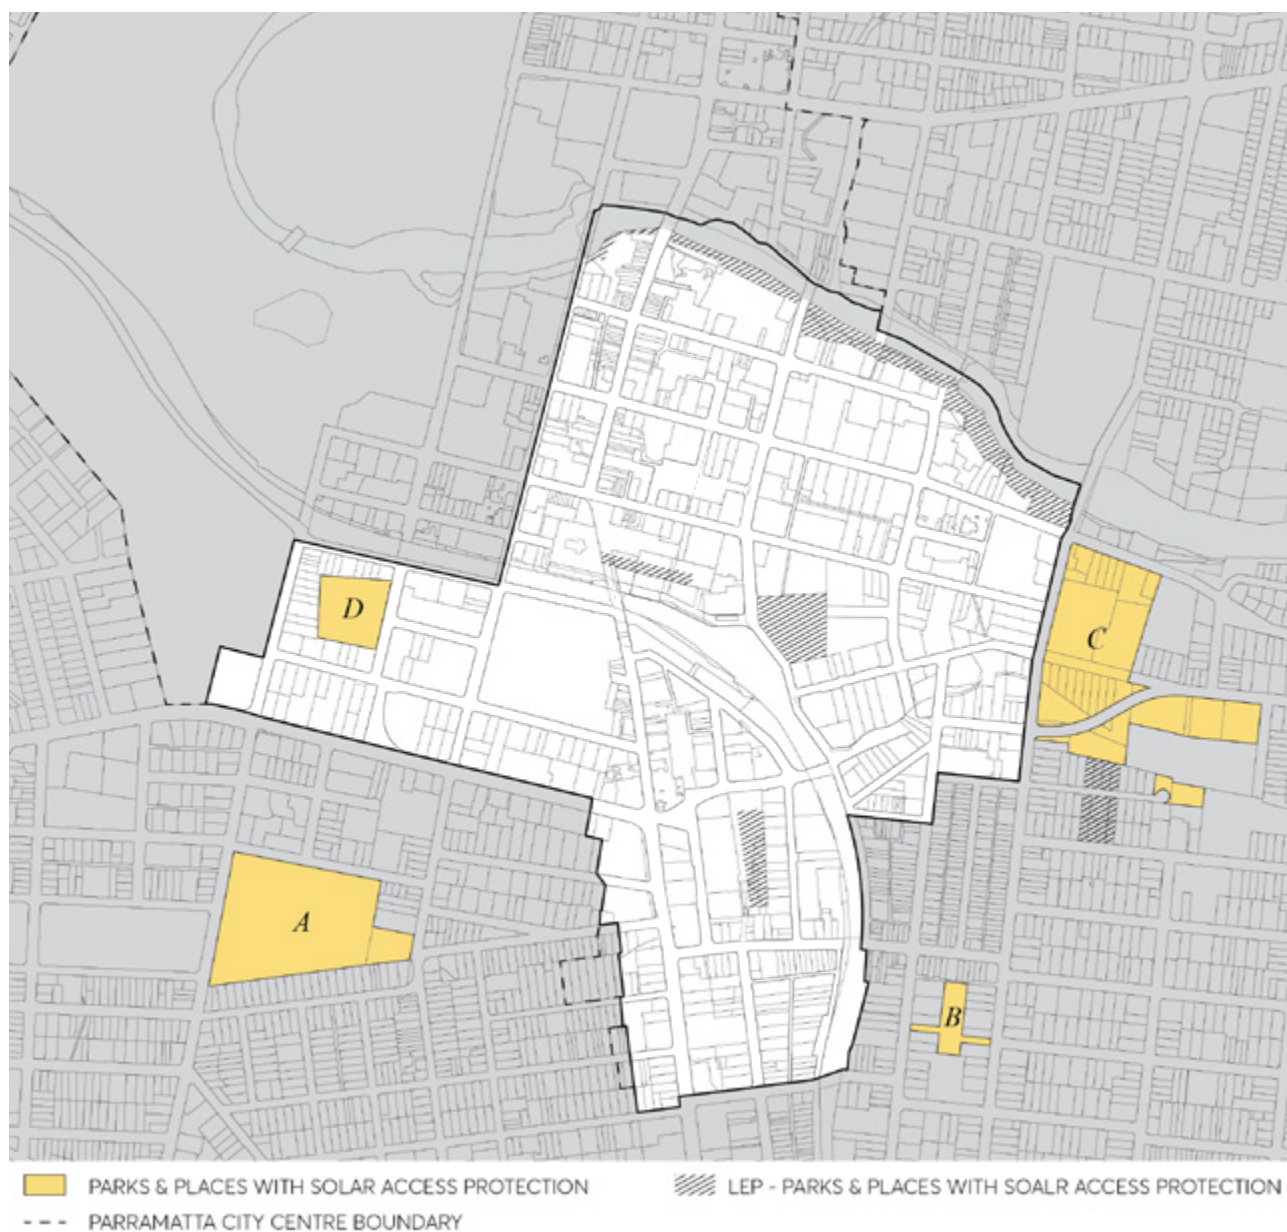 D
C
A
B
PARKS & PLACES WITH SOLAR ACCESS PROTECTION
LEP - PARKS & PLACES WITH SOALR ACCESS PROTECTION
PARRAMATTA CITY CENTRE BOUNDARY